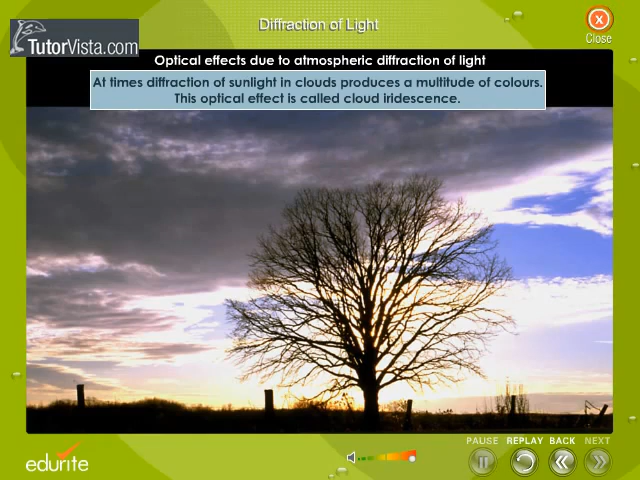 Diffraction of Light
TutorVista.com
Close
Optical effects due to atmospheric diffraction of light
At times diffraction of sunlight in clouds produces a multitude of colours.
This optical effect is called cloud iridescence.
PAUSE REPLAY BACK NEXT
edurite